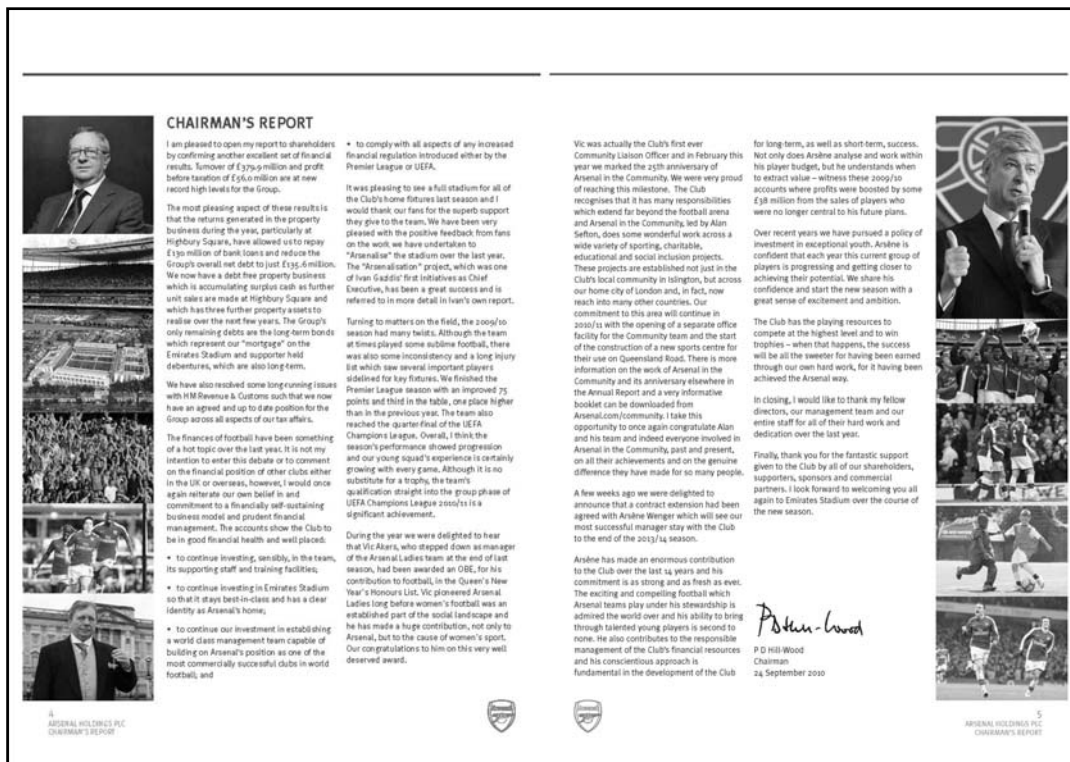 CHAIRMAN'S REPORT
I am pleased to open my report to shareholders
by confirming another excellent set of financial
results. Turnover of £379.9 million and profit
before taxation of £56.0 million are at new
record high levels for the Group.
The most pleasing aspect of these results is
that the returns generated in the property
business during the year, particularly at
Highbury Square, have allowed us to repay
£130 million of bank loans and reduce the
Group's overall net debt to just £135.6 million.
We now have a debt free property business
which is accumulating surplus cash as further
unit sales are made at Highbury Square and
which has three further property assets to
realise over the next few years. The Group's
only remaining debts are the long-term bonds
which represent our "mortgage" on the
Emirates Stadium and supporter held
debentures, which are also long-term.
We have also resolved some long-running issues
with HM Revenue & Customs such that we now
have an agreed and up to date position for the
Group across all aspects of our tax affairs.
The finances of football have been something
of a hot topic over the last year. It is not my
intention to enter this debate or to comment
on the financial position of other clubs either
in the UK or overseas, however, I would once
again reiterate our own belief in and
commitment to a financially self-sustaining
business model and prudent financial
management. The accounts show the Club to
be in good financial health and well placed:
• to continue investing, sensibly, in the team,
its supporting staff and training facilities;
• to continue investing in Emirates Stadium
so that it stays best-in-class and has a clear
identity as Arsenal's home;
• to continue our investment in establishing
a world class management team capable of
building on Arsenal's position as one of the
most commercially successful clubs in world
football; and
• to comply with all aspects of any increased
financial regulation introduced either by the
Premier League or UEFA.
It was pleasing to see a full stadium for all of
the Club's home fixtures last season and I
would thank our fans for the superb support
they give to the team. We have been very
pleased with the positive feedback from fans
on the work we have undertaken to
"Arsenalise" the stadium over the last year.
The "Arsenalisation" project, which was one
of Ivan Gazidis' first initiatives as Chief
Executive, has been a great success and is
referred to in more detail in Ivan's own report.
Turning to matters on the field, the 2009/10
season had many twists. Although the team
at times played some sublime football, there
was also some inconsistency and a long injury
list which saw several important players
sidelined for key fixtures. We finished the
Premier League season with an improved 75
points and third in the table, one place higher
than in the previous year. The team also
reached the quarter-final of the UEFA
Champions League. Overall, I think the
season's performance showed progression
and our young squad's experience is certainly
growing with every game. Although it is no
substitute for a trophy, the team's
qualification straight into the group phase of
UEFA Champions League 2010/11 is a
significant achievement.
During the year we were delighted to hear
that Vic Akers, who stepped down as manager
of the Arsenal Ladies team at the end of last
season, had been awarded an OBE, for his
contribution to football, in the Queen's New
Year's Honours List. Vic pioneered Arsenal
Ladies long before women's football was an
established part of the social landscape and
he has made a huge contribution, not only to
Arsenal, but to the cause of women's sport.
Our congratulations to him on this very well
deserved award.
4
ARSENAL HOLDINGS PLC
CHAIRMAN'S REPORT
Vic was actually the Club's first ever
Community Liaison Officer and in February this
year we marked the 25th anniversary of
Arsenal in the Community. We were very proud
of reaching this milestone. The Club
recognises that it has many responsibilities
which extend far beyond the football arena
and Arsenal in the Community, led by Alan
Sefton, does some wonderful work across a
wide variety of sporting, charitable,
educational and social inclusion projects.
These projects are established not just in the
Club's local community in Islington, but across
our home city of London and, in fact, now
reach into many other countries. Our
commitment to this area will continue in
2010/11 with the opening of a separate office
facility for the Community team and the start
of the construction of a new sports centre for
their use on Queensland Road. There is more
information on the work of Arsenal in the
Community and its anniversary elsewhere in
the Annual Report and a very informative
booklet can be downloaded from
Arsenal.com/community. I take this
opportunity to once again congratulate Alan
and his team and indeed everyone involved in
Arsenal in the Community, past and present,
on all their achievements and on the genuine
difference they have made for so many people.
A few weeks ago we were delighted to
announce that a contract extension had been
agreed with Arsène Wenger which will see our
most successful manager stay with the Club
to the end of the 2013/14 season.
Arsène has made an enormous contribution
to the Club over the last 14 years and his
commitment is as strong and as fresh as ever.
The exciting and compelling football which
Arsenal teams play under his stewardship is
admired the world over and his ability to bring
through talented young players is second to
none. He also contributes to the responsible
management of the Club's financial resources
and his conscientious approach is
fundamental in the development of the Club
for long-term, as well as short-term, success.
Not only does Arsène analyse and work within
his player budget, but he understands when
to extract value – witness these 2009/10
accounts where profits were boosted by some
£38 million from the sales of players who
were no longer central to his future plans.
Over recent years we have pursued a policy of
investment in exceptional youth. Arsène is
confident that each year this current group of
players is progressing and getting closer to
achieving their potential. We share his
confidence and start the new season with a
great sense of excitement and ambition.
The Club has the playing resources to
compete at the highest level and to win
trophies – when that happens, the success
will be all the sweeter for having been earned
through our own hard work, for it having been
achieved the Arsenal way.
In closing, I would like to thank my fellow
directors, our management team and our
entire staff for all of their hard work and
dedication over the last year.
Finally, thank you for the fantastic support
given to the Club by all of our shareholders,
supporters, sponsors and commercial
partners. I look forward to welcoming you all
again to Emirates Stadium over the course of
the new season.
P D Hill-Wood
Chairman
24 September 2010
5
ARSENAL HOLDINGS PLC
CHAIRMAN'S REPORT